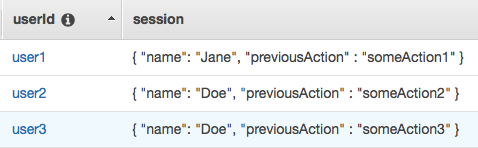 userId session
user1 { "name": "Jane", "previousAction" : "someAction1" }
user2 { "name": "Doe", "previousAction" : "someAction2" }
user3 { "name": "Doe", "previousAction" : "someAction3" }